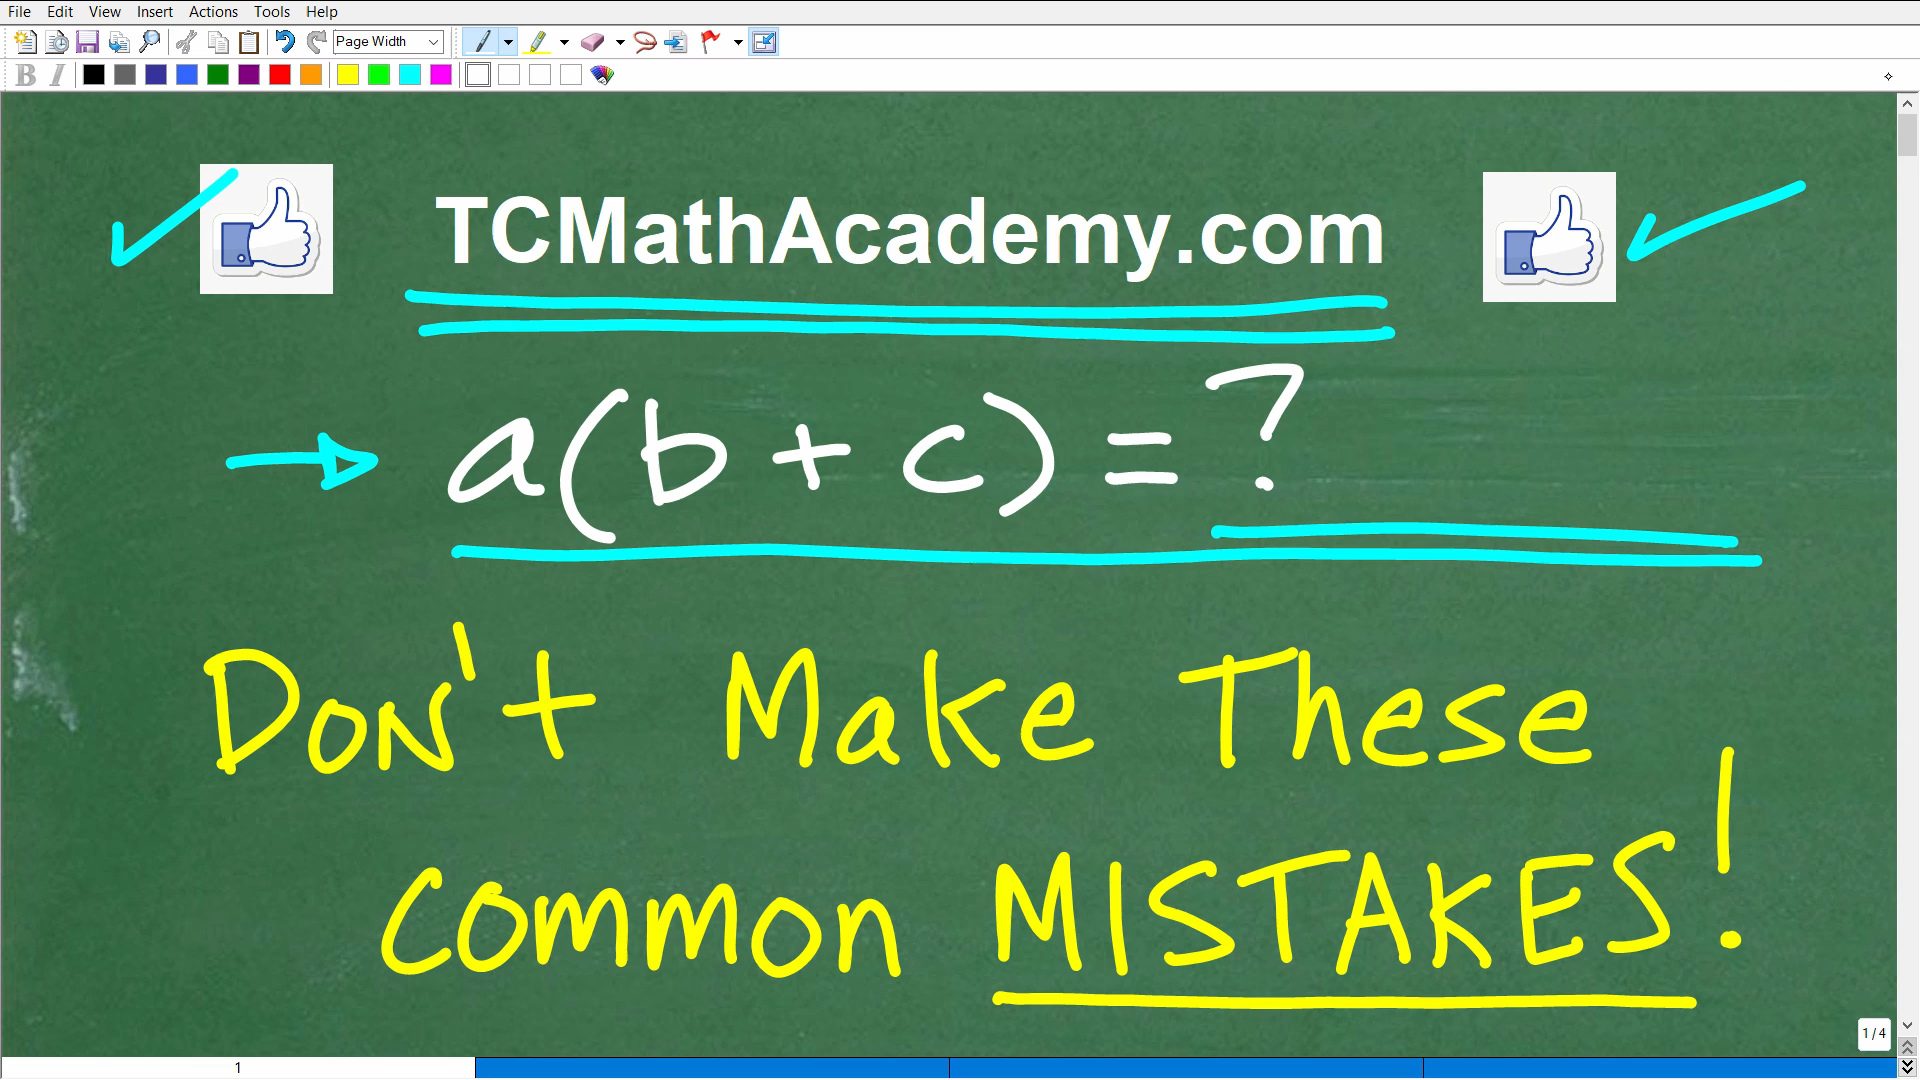 File Edit View Insert Actions Tools Help
Page Width
B I
TCMathAcademy.com
a(b + c) = ?
Don't Make These
Common MISTAKES!
1 / 4
1